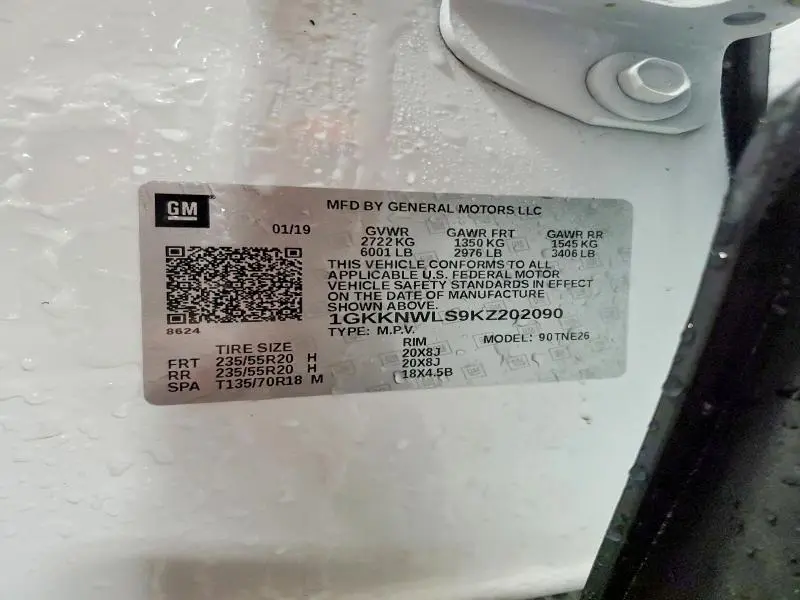 GM
MFD BY GENERAL MOTORS LLC
01/19
GVWR GAWR FRT GAWR RR
2722 KG 1350 KG 1545 KG
6001 LB 2976 LB 3406 LB
THIS VEHICLE CONFORMS TO ALL
APPLICABLE U.S. FEDERAL MOTOR
VEHICLE SAFETY STANDARDS IN EFFECT
ON THE DATE OF MANUFACTURE
SHOWN ABOVE.
1GKKNWLS9KZ202090
8624
TYPE: M.P.V. MODEL: 90TNE26
TIRE SIZE RIM
FRT 235/55R20 H 20X8J
RR 235/55R20 H 20X8J
SPA T135/70R18 M 18X4.5B